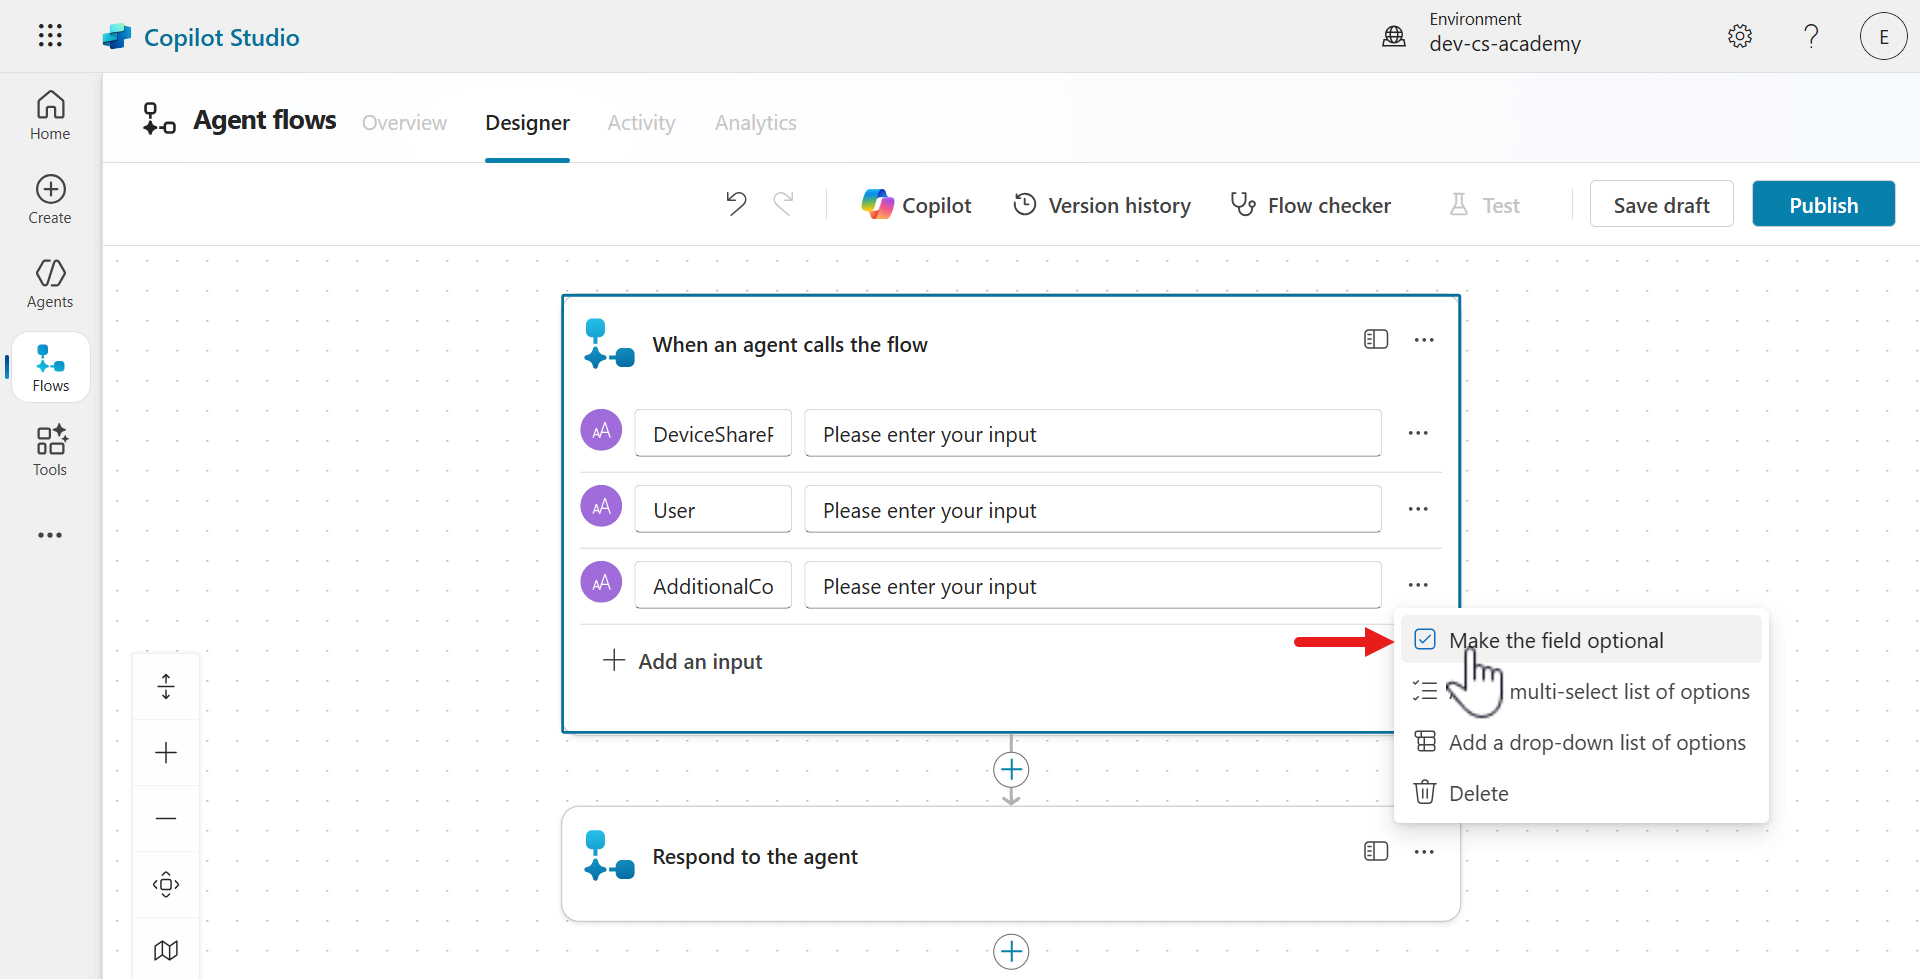 Copilot Studio
Environment
dev-cs-academy
E
Home
Create
Agents
Flows
Tools
Agent flows
Overview
Designer
Activity
Analytics
Copilot
Version history
Flow checker
Test
Save draft
Publish
When an agent calls the flow
DeviceShareP
Please enter your input
User
Please enter your input
AdditionalCo
Please enter your input
Add an input
Make the field optional
multi-select list of options
Add a drop-down list of options
Delete
Respond to the agent